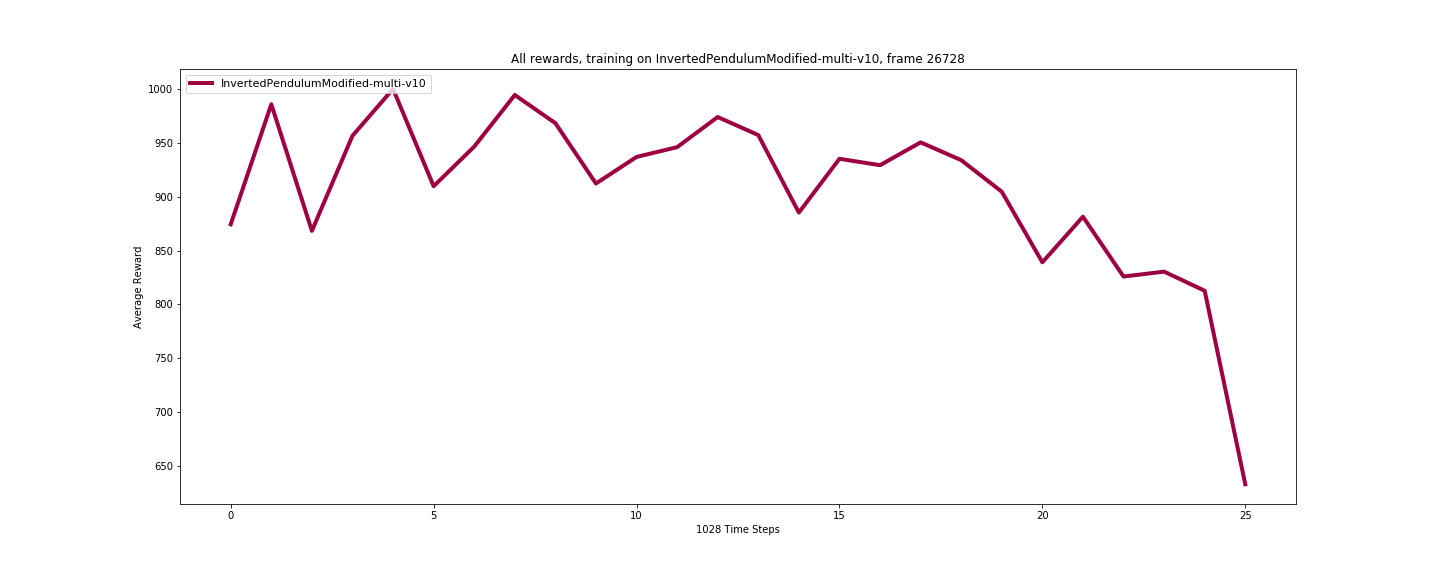 All rewards, training on InvertedPendulumModified-multi-v10, frame 26728
InvertedPendulumModified-multi-v10
1000
950
900
850
800
750
700
650
Average Reward
0 5 10 15 20 25
1028 Time Steps